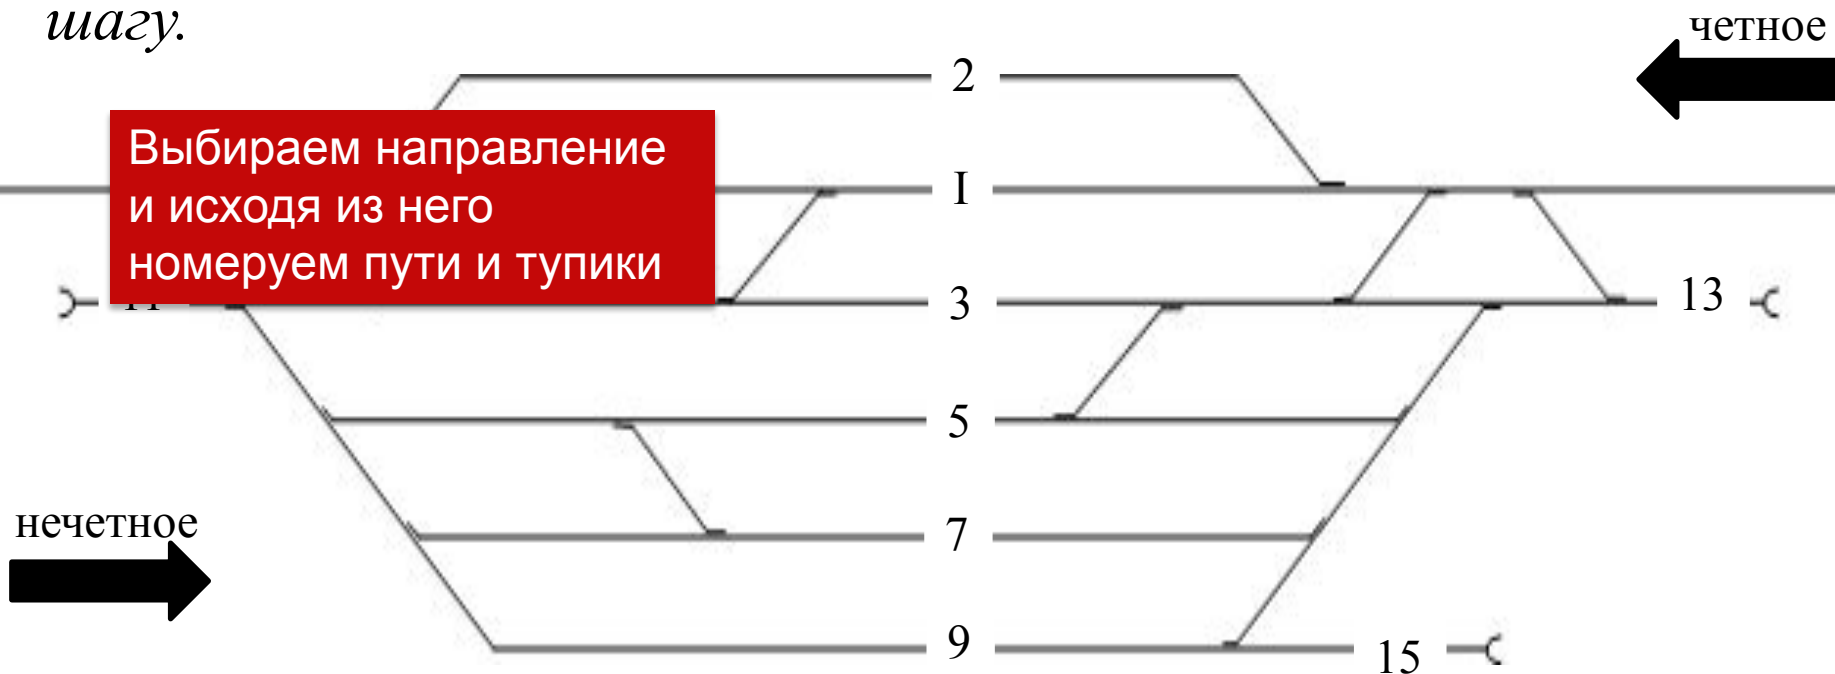 шагу.
четное
2
Выбираем направление
и исходя из него
номеруем пути и тупики
I
3
13
5
нечетное
7
9
15